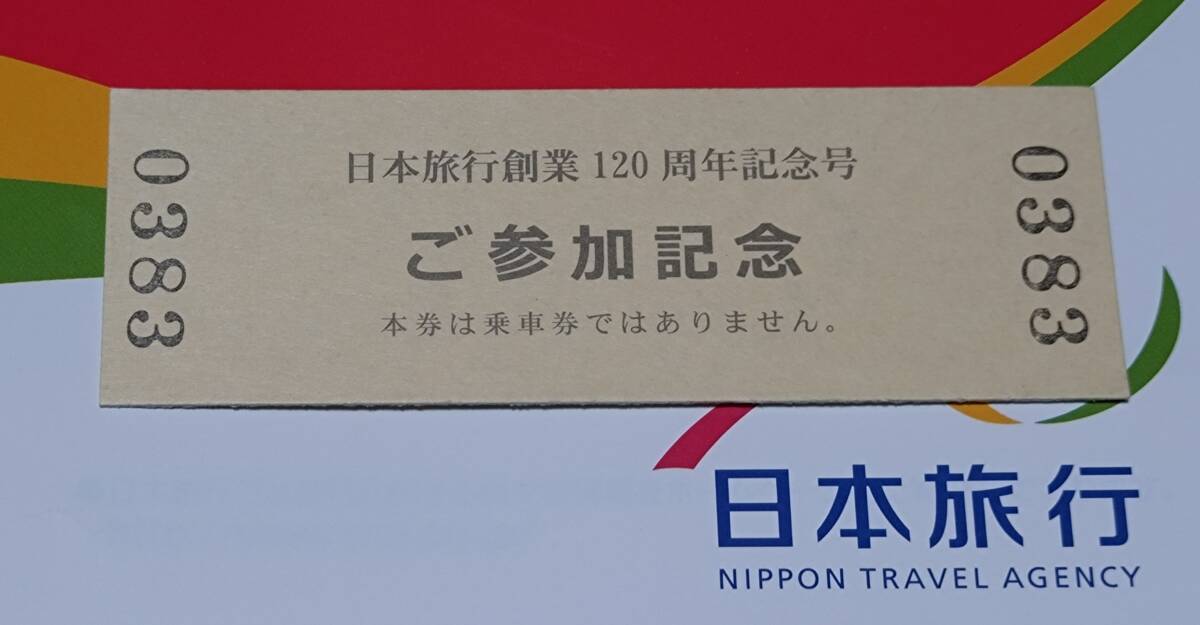 日本旅行創業120周年記念号
ご参加記念
本券は乗車券ではありません。
0383
0383
日本旅行
NIPPON TRAVEL AGENCY